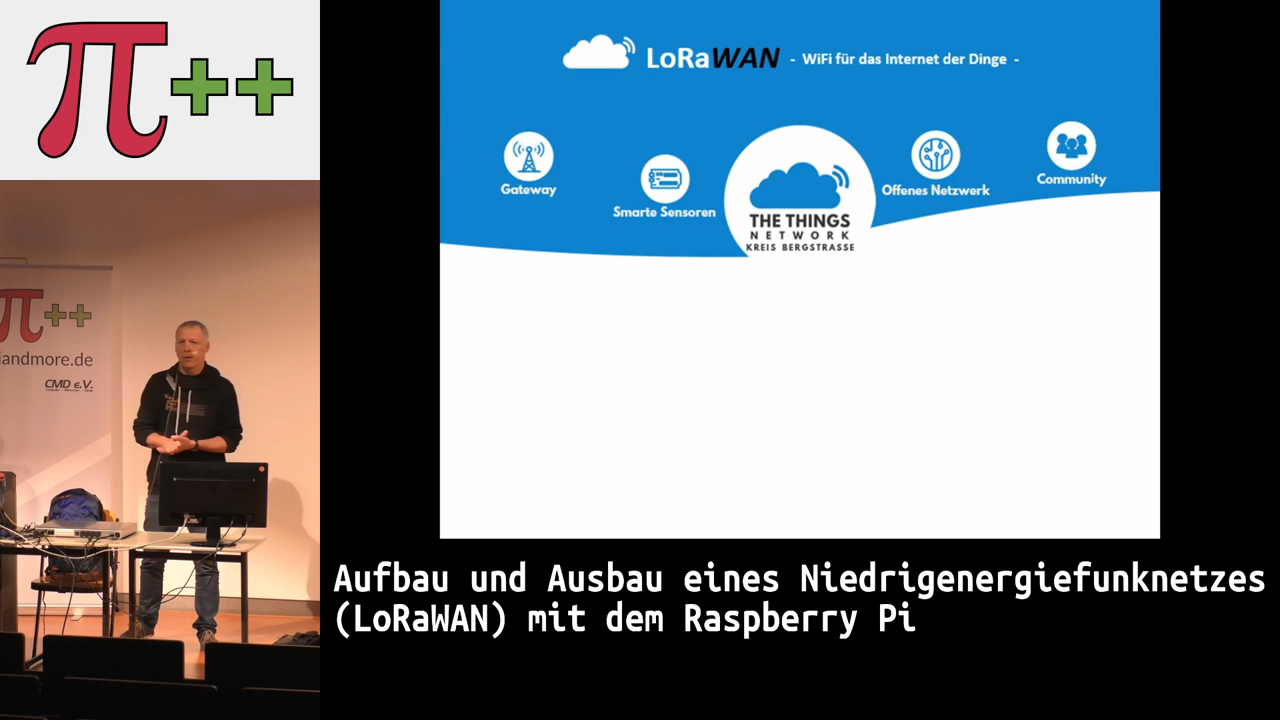 π++
LoRaWAN - WiFi für das Internet der Dinge -
Gateway
Smarte Sensoren
THE THINGS
NETWORK
KREIS BERGSTRASSE
Offenes Netzwerk
Community
π++
iandmore.de
CMD e.V.
Aufbau und Ausbau eines Niedrigenergiefunknetzes
(LoRaWAN) mit dem Raspberry Pi